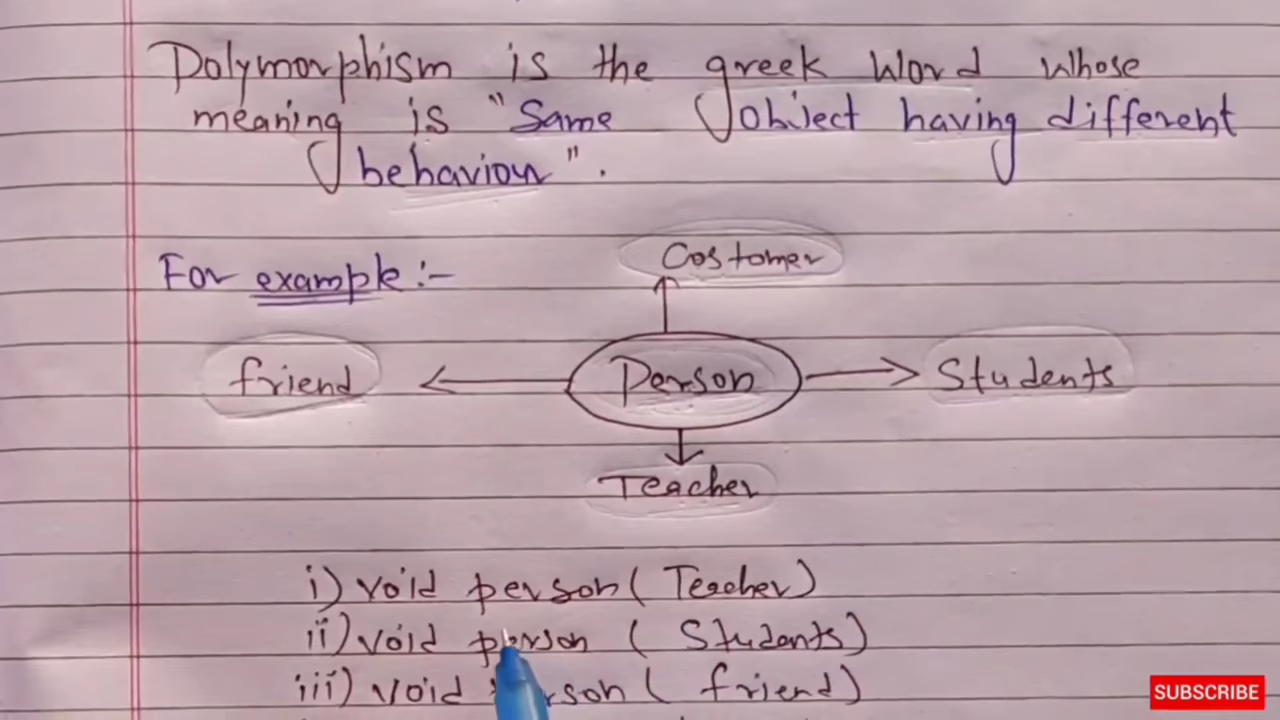 Polymorphism is the greek word whose
meaning is "Same object having different
behaviour".
For example:-
Costomer
friend
Person
Students
Teacher
i) void person( Teacher)
ii) void person ( Students)
iii) void person ( friend)
SUBSCRIBE